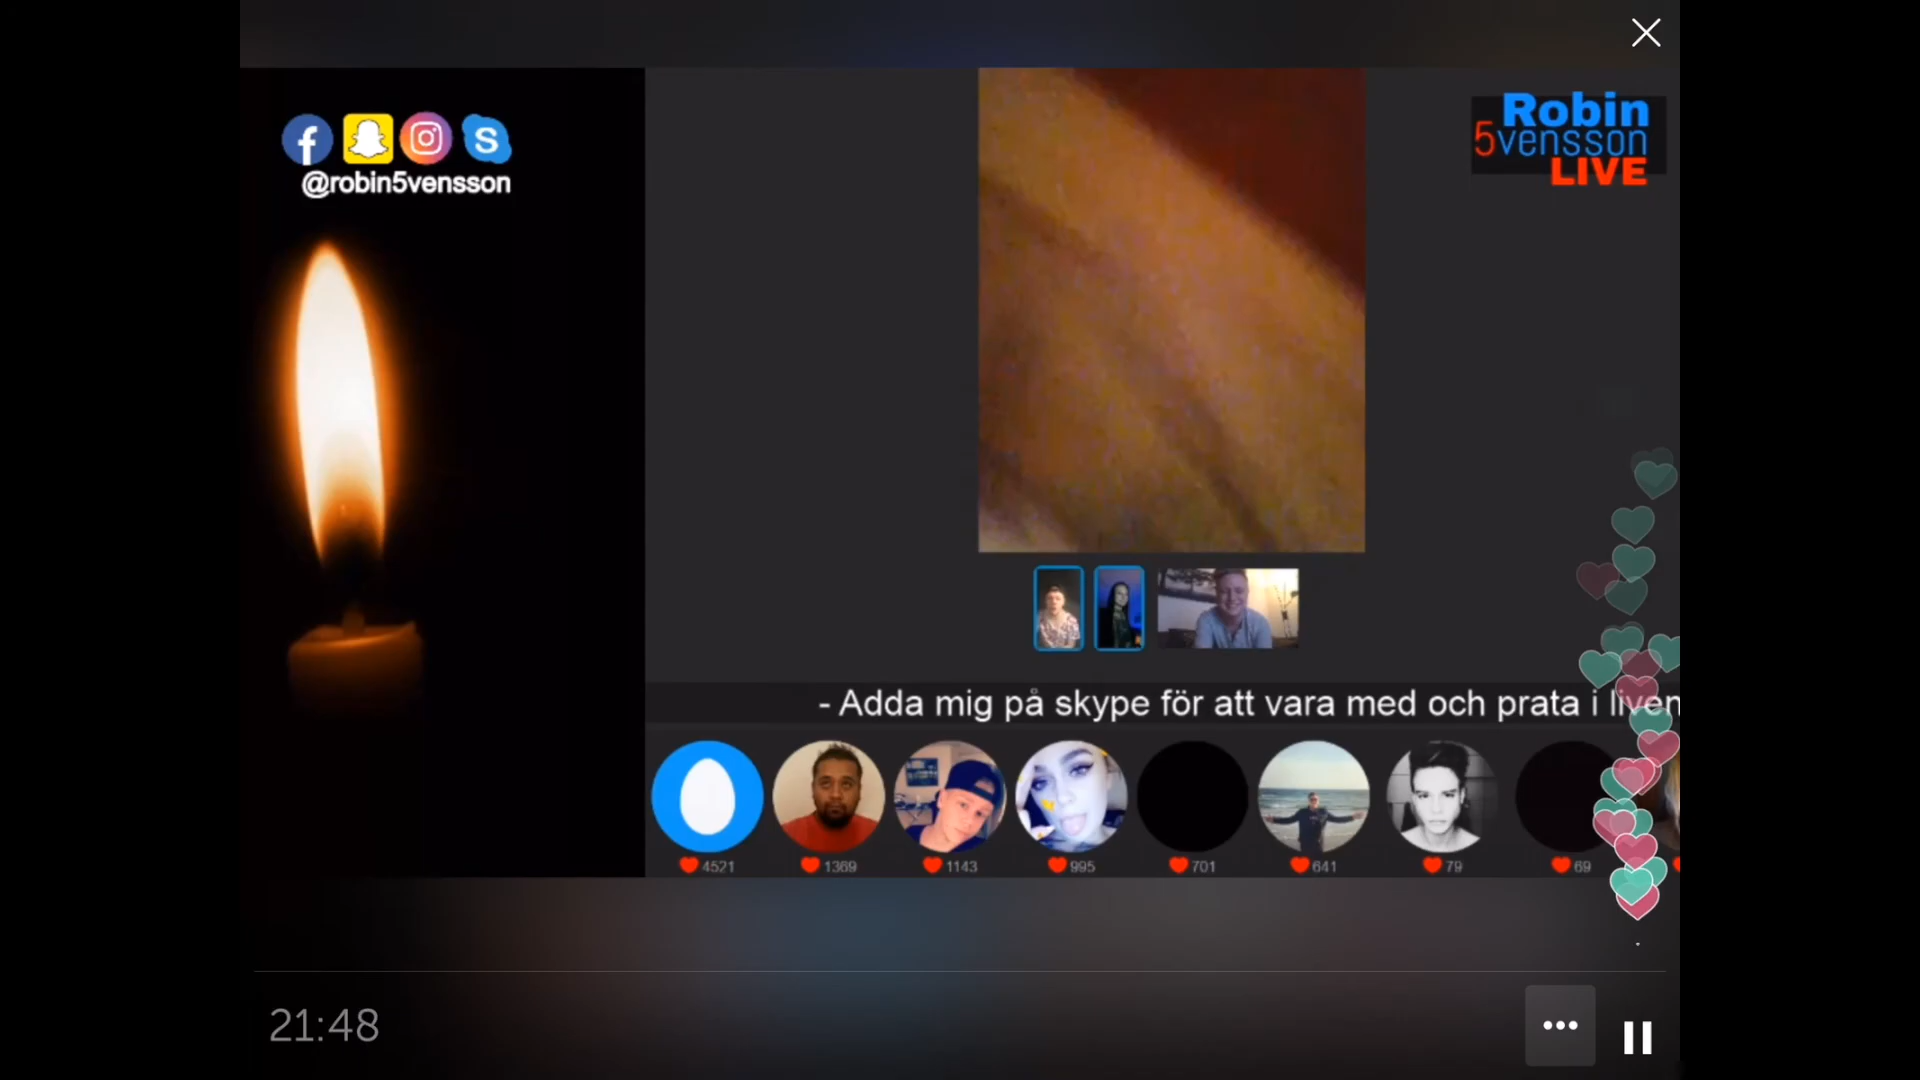 @robin5vensson
Robin
5vensson
LIVE
- Adda mig på skype för att vara med och prata i liven
4521
1369
1143
995
701
641
79
69
21:48